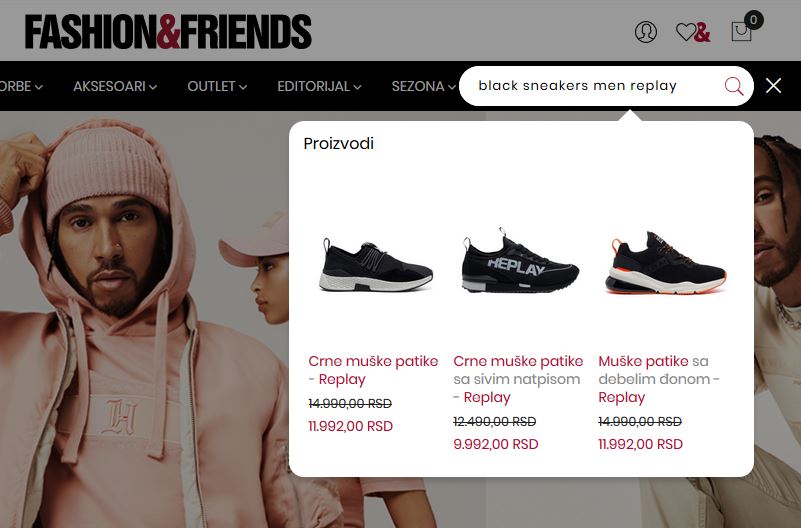 FASHION&FRIENDS
&
0
ORBE
AKSESOARI
OUTLET
EDITORIJAL
SEZONA
black sneakers men replay
Proizvodi
REPLAY
Crne muške patike
- Replay
14.990,00 RSD
11.992,00 RSD
Crne muške patike
sa sivim natpisom
- Replay
12.490,00 RSD
9.992,00 RSD
Muške patike sa
debelim đonom -
Replay
14.990,00 RSD
11.992,00 RSD
H